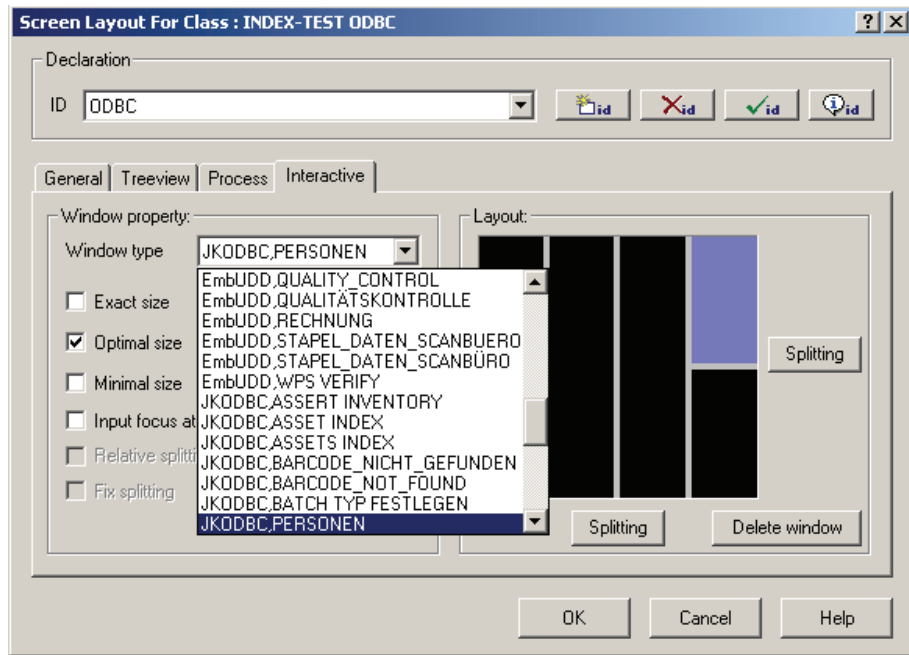 Screen Layout For Class : INDEX-TEST ODBC
Declaration
ID ODBC id id id id
General Treeview Process Interactive
Window property: Layout:
Window type JKODBC,PERSONEN
EmbUDD,QUALITY_CONTROL
Exact size EmbUDD,QUALITÄTSKONTROLLE
EmbUDD,RECHNUNG
Optimal size EmbUDD,STAPEL_DATEN_SCANBUERO
EmbUDD,STAPEL_DATEN_SCANBÜRO Splitting
Minimal size EmbUDD,WPS VERIFY
JKODBC,ASSERT INVENTORY
Input focus at JKODBC,ASSET INDEX
JKODBC,ASSETS INDEX
Relative splitti JKODBC,BARCODE_NICHT_GEFUNDEN
JKODBC,BARCODE_NOT_FOUND
Fix splitting JKODBC,BATCH TYP FESTLEGEN
JKODBC,PERSONEN Splitting Delete window
OK Cancel Help